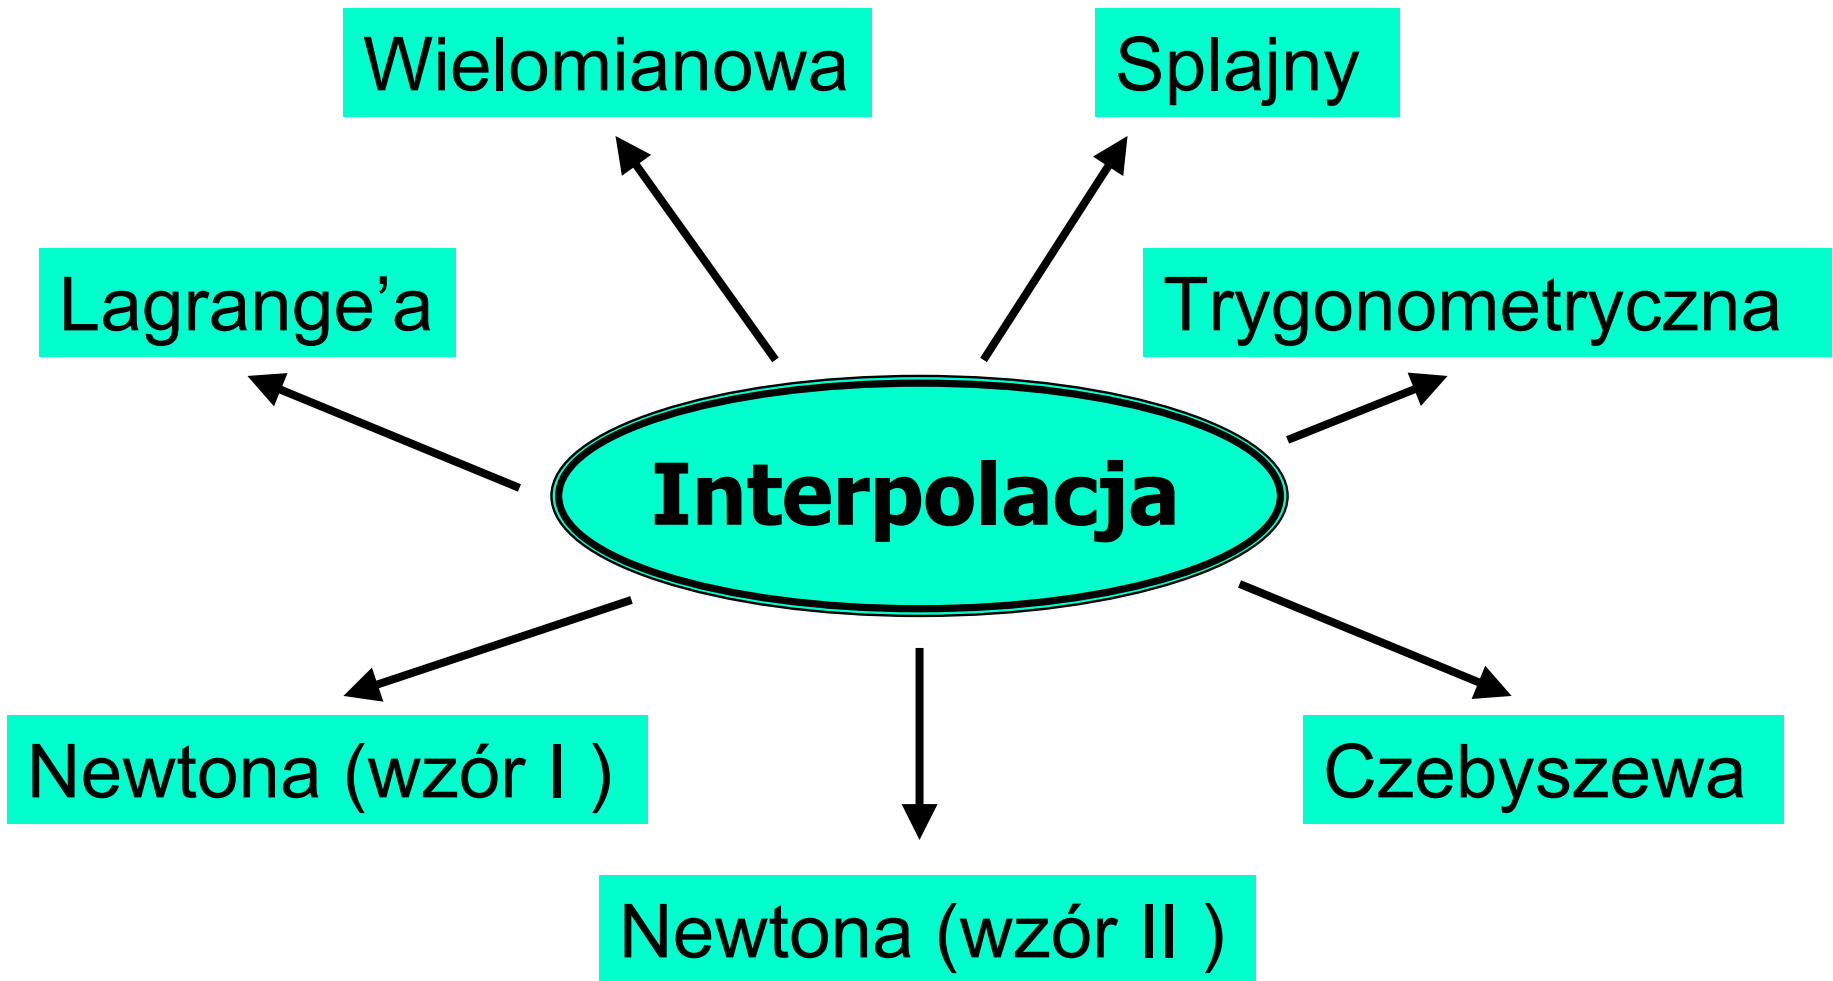 Wielomianowa
Splajny
Lagrange’a
Trygonometryczna
Interpolacja
Newtona (wzór I )
Czebyszewa
Newtona (wzór II )